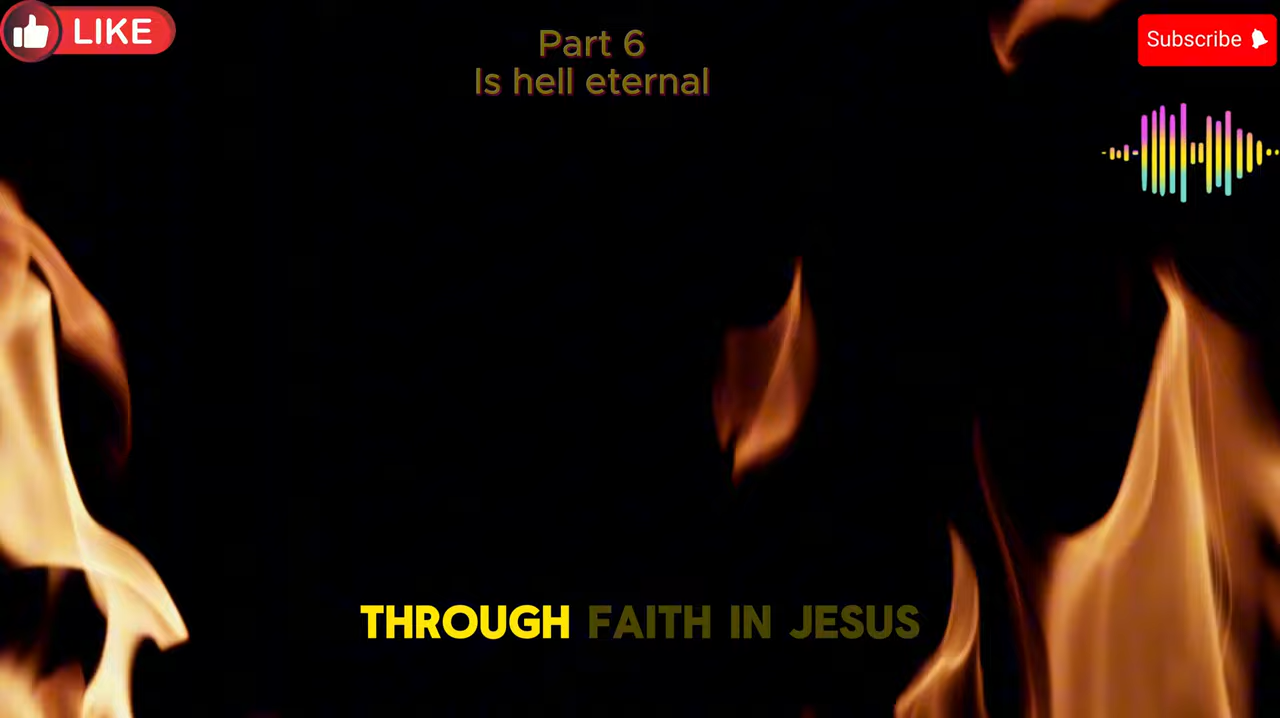 LIKE
Part 6
Is hell eternal
Subscribe
THROUGH FAITH IN JESUS